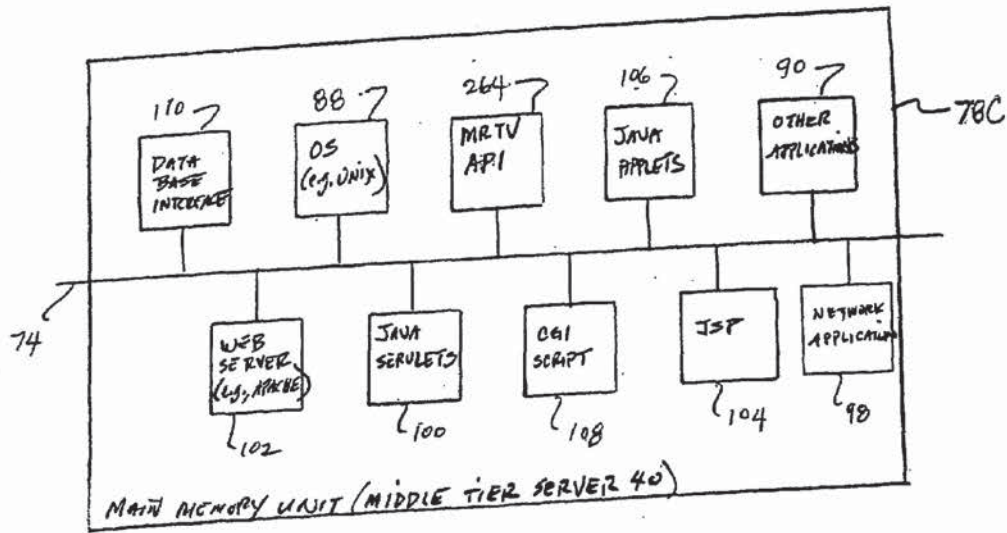 110
88
264
106
90
78C
DATA
BASE
INTERFACE
OS
(e.g. UNIX)
MRTV
API
JAVA
APPLETS
OTHER
APPLICATIONS
74
WEB
SERVER
(e.g., APACHE)
JAVA
SERVLETS
CGI
SCRIPT
JSP
NETWORK
APPLICATION
102
100
108
104
98
MAIN MEMORY UNIT (MIDDLE TIER SERVER 40)